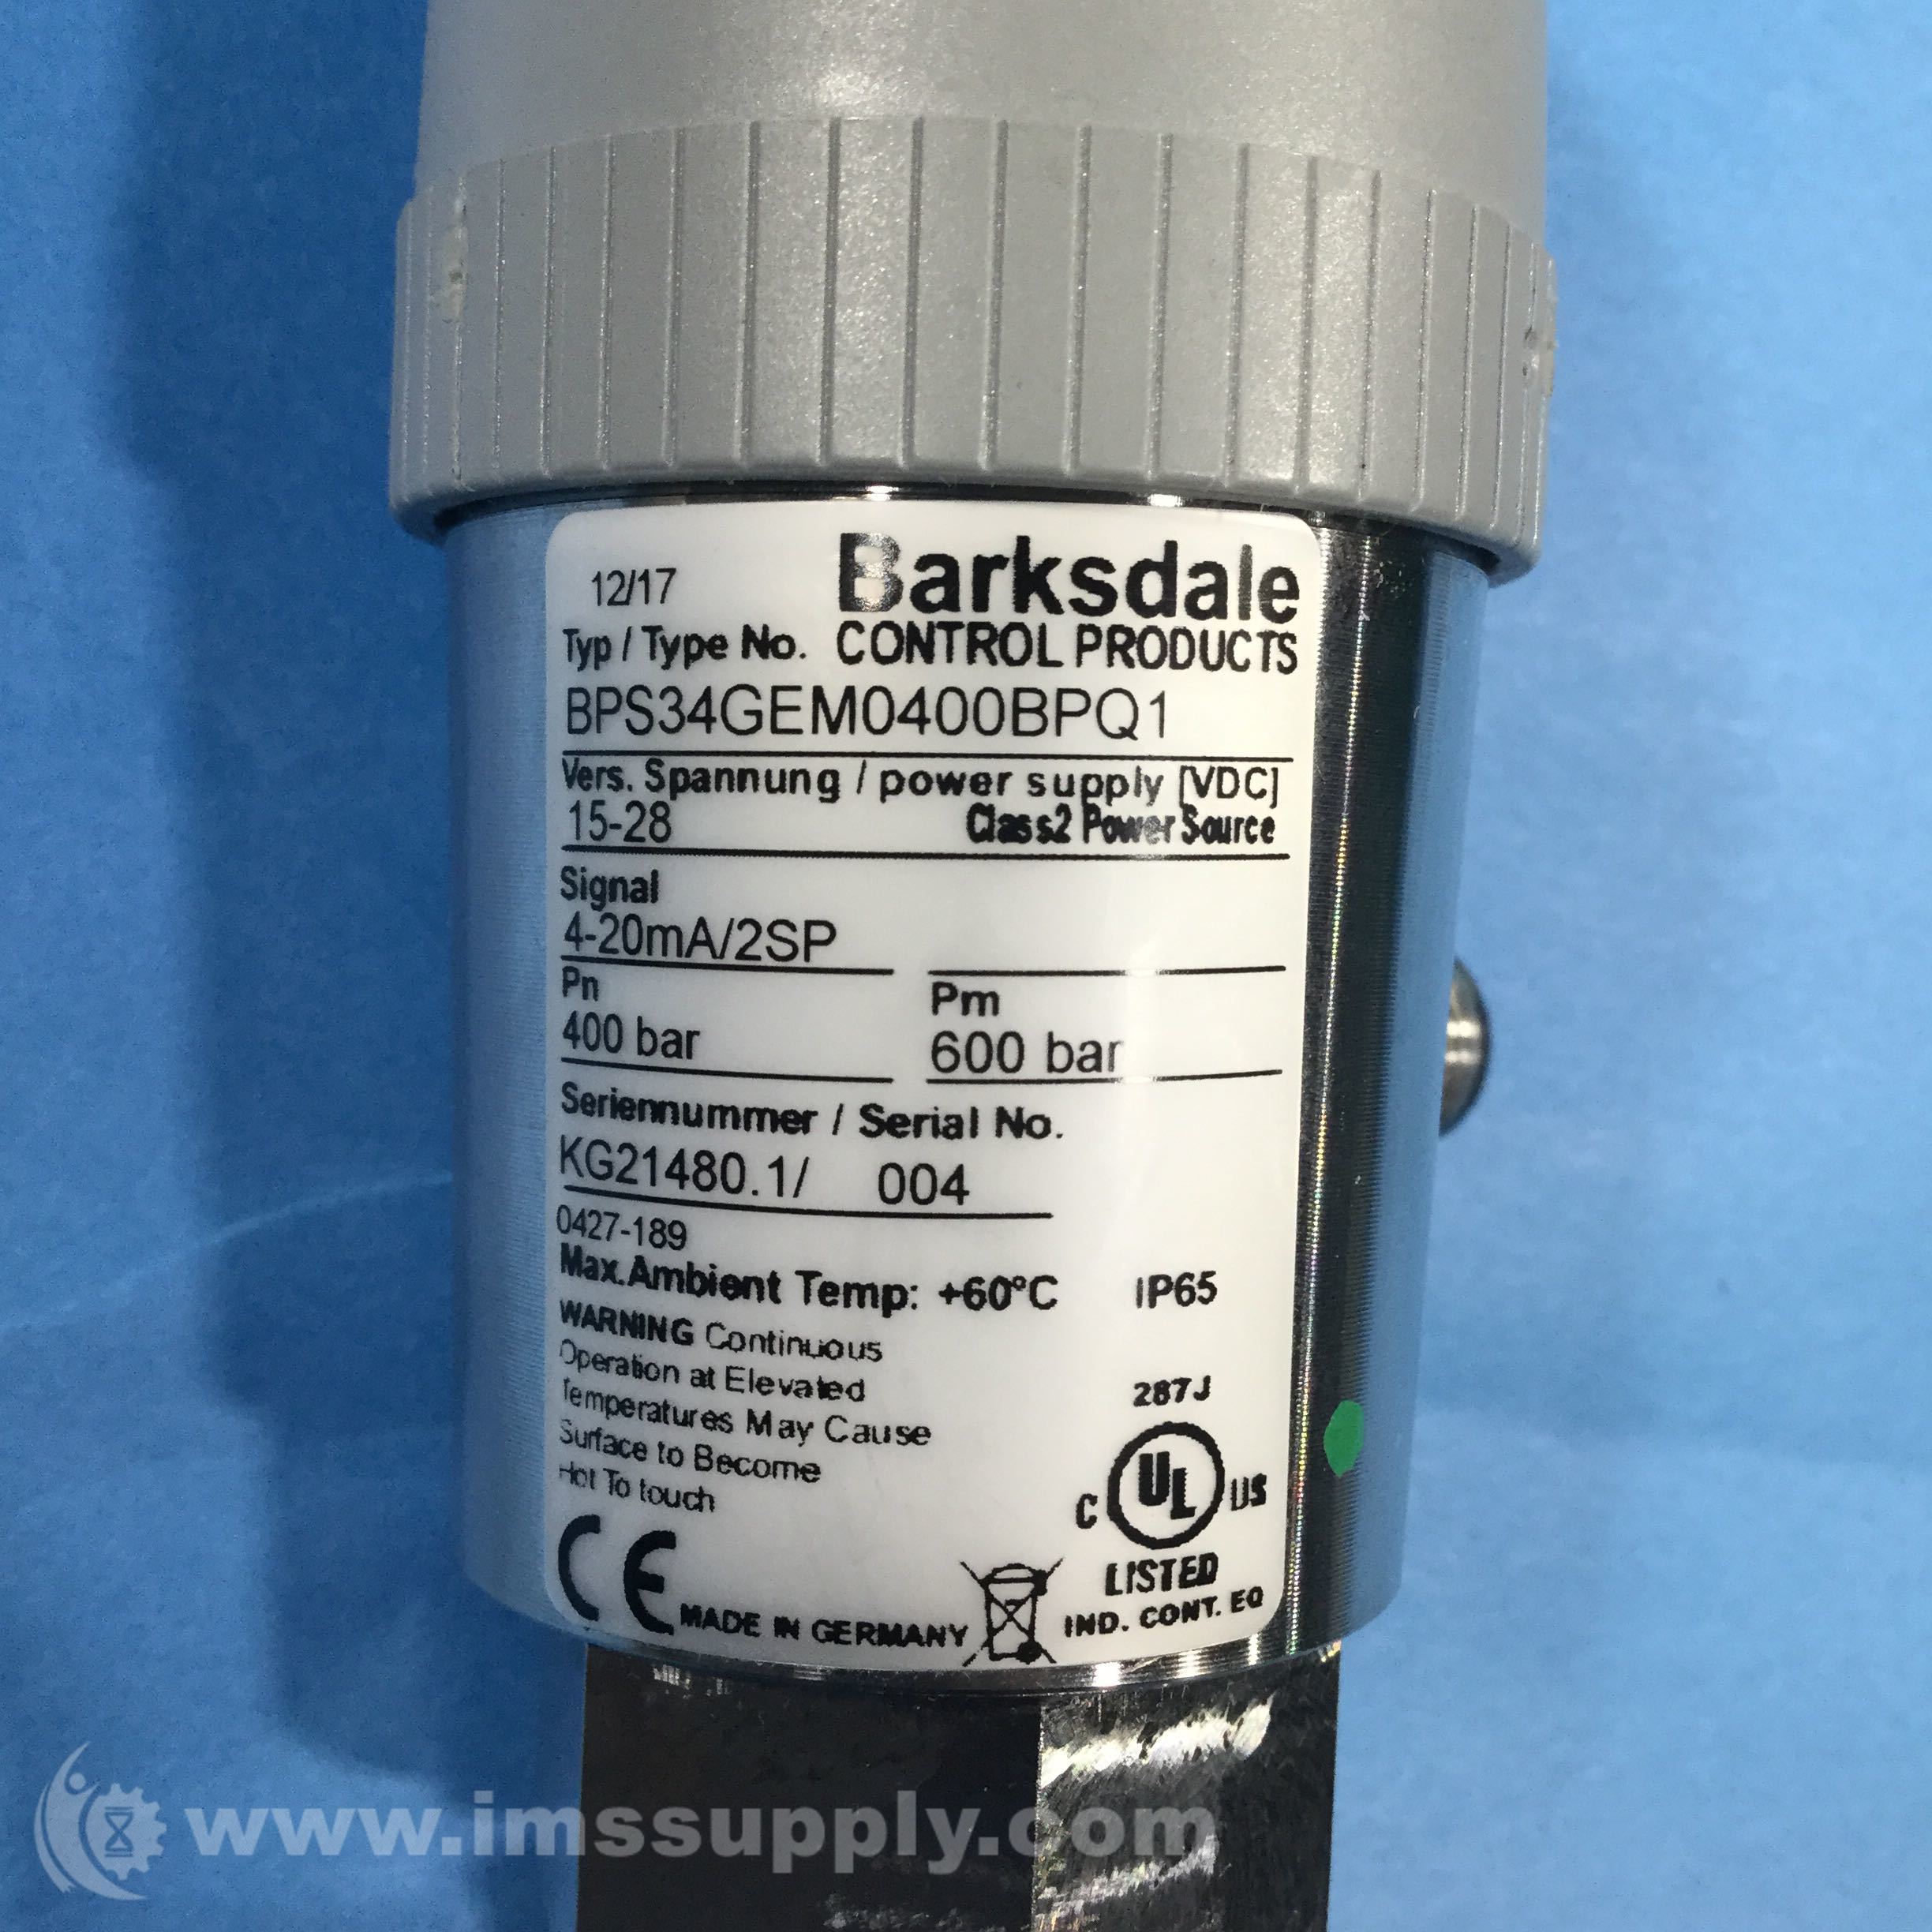 12/17 Barksdale
Typ / Type No. CONTROL PRODUCTS
BPS34GEM0400BPQ1
Vers. Spannung / power supply [VDC]
15-28 Class2 Power Source
Signal
4-20mA/2SP
Pn Pm
400 bar 600 bar
Seriennummer / Serial No.
KG21480.1/ 004
0427-189
Max.Ambient Temp: +60°C IP65
WARNING Continuous
Operation at Elevated
Temperatures May Cause
Surface to Become
Hot To touch
287J
C UL US
LISTED
IND. CONT. EQ
CE MADE IN GERMANY
www.imssupply.com